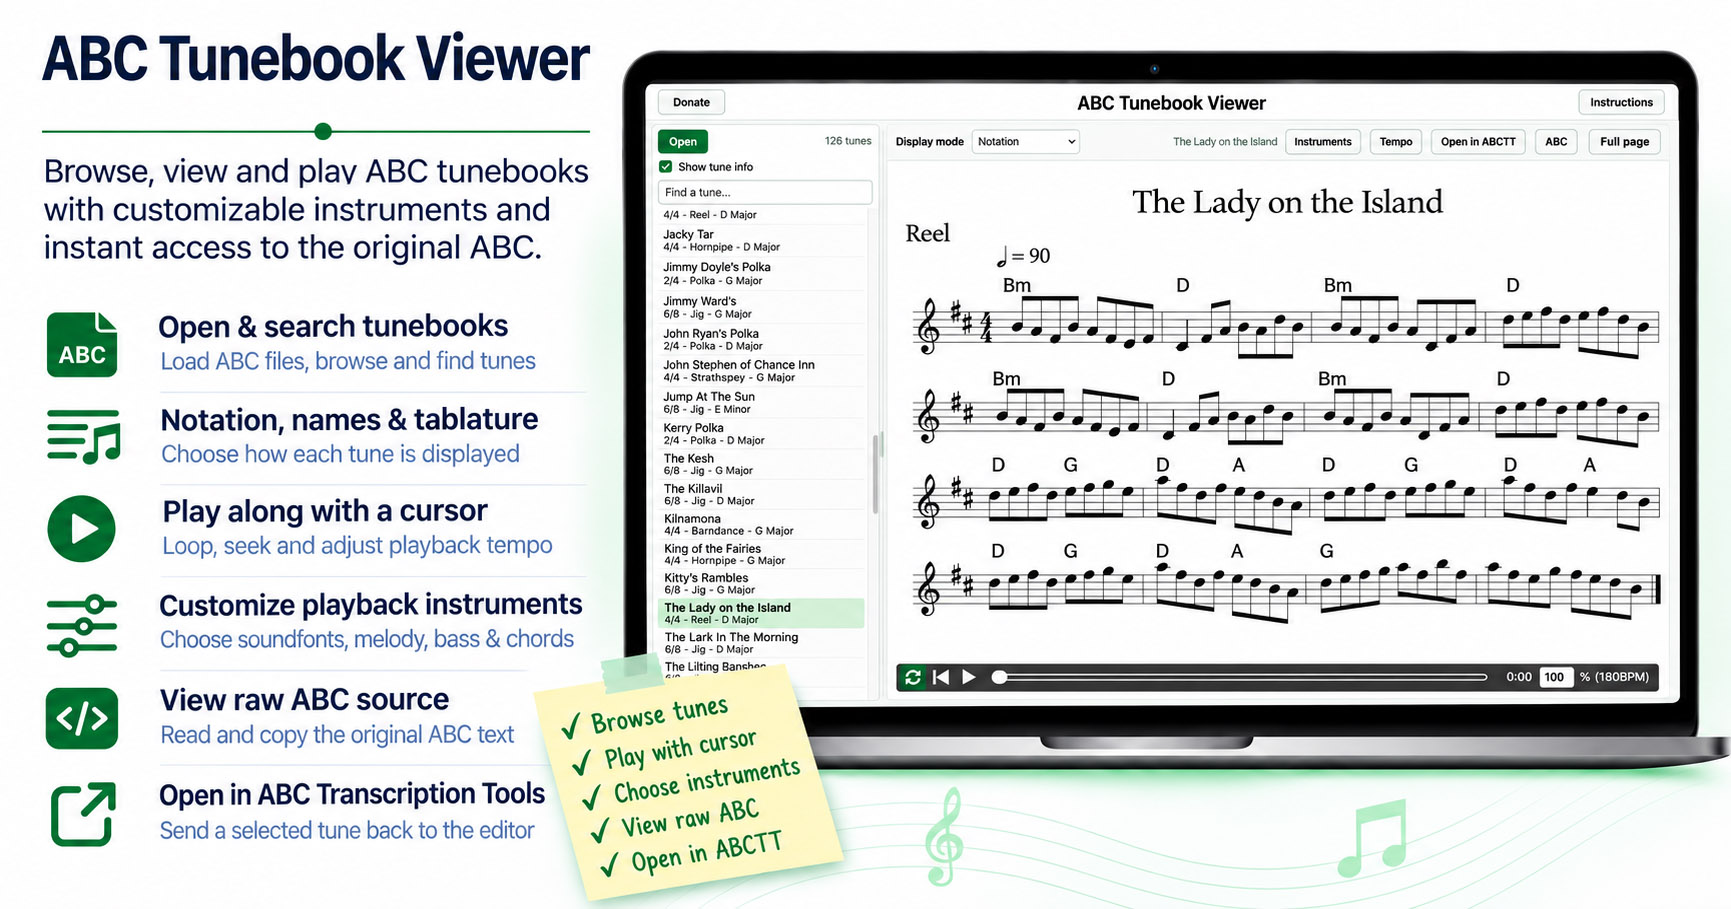 ABC Tunebook Viewer
Browse, view and play ABC tunebooks
with customizable instruments and
instant access to the original ABC.
ABC
Open & search tunebooks
Load ABC files, browse and find tunes
Notation, names & tablature
Choose how each tune is displayed
Play along with a cursor
Loop, seek and adjust playback tempo
Customize playback instruments
Choose soundfonts, melody, bass & chords
</>
View raw ABC source
Read and copy the original ABC text
Open in ABC Transcription Tools
Send a selected tune back to the editor
Donate
ABC Tunebook Viewer
Instructions
Open
126 tunes
Show tune info
Find a tune...
4/4 - Reel - D Major
Jacky Tar
4/4 - Hornpipe - D Major
Jimmy Doyle's Polka
2/4 - Polka - G Major
Jimmy Ward's
6/8 - Jig - G Major
John Ryan's Polka
2/4 - Polka - D Major
John Stephen of Chance Inn
4/4 - Strathspey - G Major
Jump At The Sun
6/8 - Jig - E Minor
Kerry Polka
2/4 - Polka - D Major
The Kesh
6/8 - Jig - G Major
The Killavil
6/8 - Jig - D Major
Kilnamona
4/4 - Barndance - G Major
King of the Fairies
4/4 - Hornpipe - G Major
Kitty's Rambles
6/8 - Jig - G Major
The Lady on the Island
4/4 - Reel - D Major
The Lark In The Morning
6/8 - Jig - D Major
The Lilting Banshee
Display mode
Notation
The Lady on the Island
Instruments
Tempo
Open in ABCTT
ABC
Full page
The Lady on the Island
Reel
= 90
Bm D Bm D
4
4
Bm D Bm D
D G D A D G D A
D G D A G
0:00 100 % (180BPM)
✓ Browse tunes
✓ Play with cursor
✓ Choose instruments
✓ View raw ABC
✓ Open in ABCTT